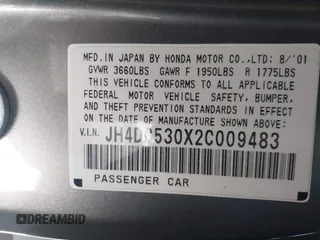 MFD.IN JAPAN BY HONDA MOTOR CO.,LTD: 8/'01
GVWR 3660LBS GAWR F 1950LBS R 1775LBS
THIS VEHICLE CONFORMS TO ALL APPLICABLE
FEDERAL MOTOR VEHICLE SAFETY, BUMPER,
AND THEFT PREVENTION STANDARDS IN
EFFECT ON THE DATE OF MANUFACTURE
SHOWN ABOVE.
V.I.N.
PASSENGER CAR
DREAMBID